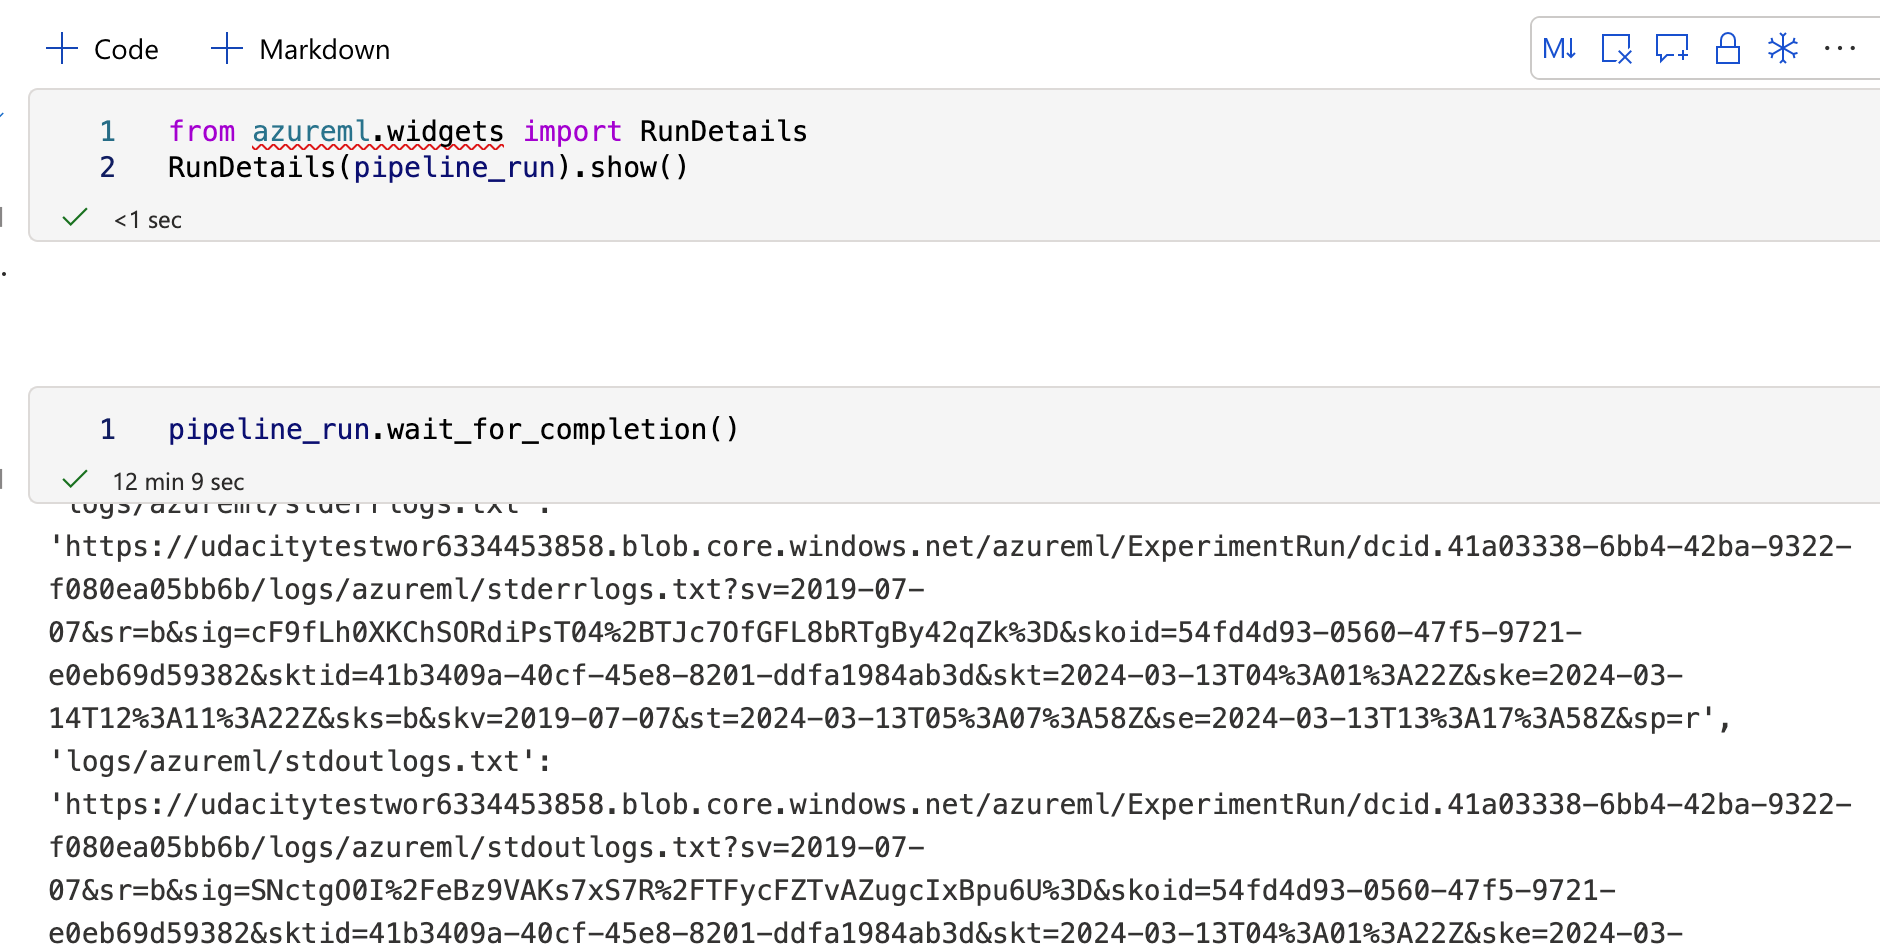 Code Markdown
M↓
1 from azureml.widgets import RunDetails
2 RunDetails(pipeline_run).show()
<1 sec
1 pipeline_run.wait_for_completion()
12 min 9 sec
'logs/azureml/stderrlogs.txt':
'https://udacitytestwor6334453858.blob.core.windows.net/azureml/ExperimentRun/dcid.41a03338-6bb4-42ba-9322-
f080ea05bb6b/logs/azureml/stderrlogs.txt?sv=2019-07-
07&sr=b&sig=cF9fLh0XKChSORdiPsT04%2BTJc7OfGFL8bRTgBy42qZk%3D&skoid=54fd4d93-0560-47f5-9721-
e0eb69d59382&sktid=41b3409a-40cf-45e8-8201-ddfa1984ab3d&skt=2024-03-13T04%3A01%3A22Z&ske=2024-03-
14T12%3A11%3A22Z&sks=b&skv=2019-07-07&st=2024-03-13T05%3A07%3A58Z&se=2024-03-13T13%3A17%3A58Z&sp=r',
'logs/azureml/stdoutlogs.txt':
'https://udacitytestwor6334453858.blob.core.windows.net/azureml/ExperimentRun/dcid.41a03338-6bb4-42ba-9322-
f080ea05bb6b/logs/azureml/stdoutlogs.txt?sv=2019-07-
07&sr=b&sig=SNctgO0I%2FeBz9VAKs7xS7R%2FTFycFZTvAZugcIxBpu6U%3D&skoid=54fd4d93-0560-47f5-9721-
e0eb69d59382&sktid=41b3409a-40cf-45e8-8201-ddfa1984ab3d&skt=2024-03-13T04%3A01%3A22Z&ske=2024-03-